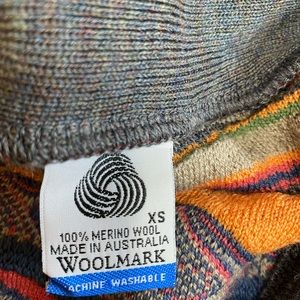 XS
100% MERINO WOOL
MADE IN AUSTRALIA
WOOLMARK
MACHINE WASHABLE